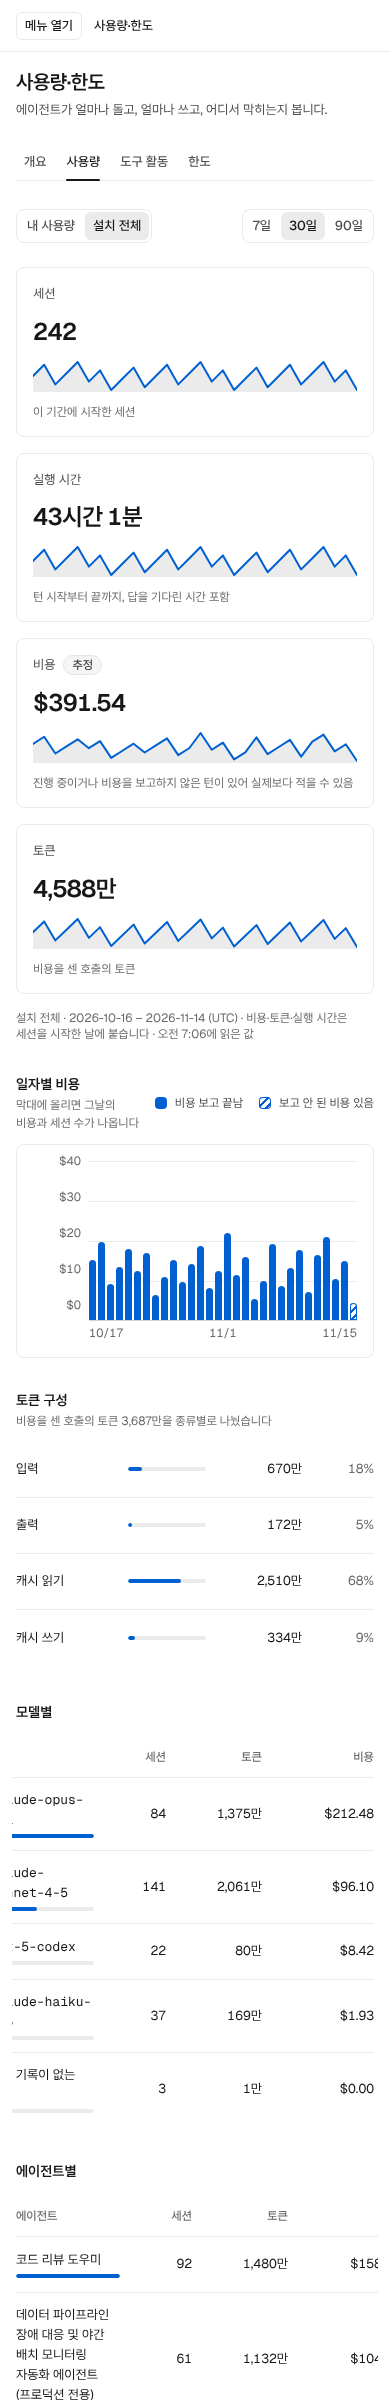 메뉴 열기 사용량·한도
사용량·한도
에이전트가 얼마나 돌고, 얼마나 쓰고, 어디서 막히는지 봅니다.
개요 사용량 도구 활동 한도
내 사용량 설치 전체 7일 30일 90일
세션
242
이 기간에 시작한 세션
실행 시간
43시간 1분
턴 시작부터 끝까지, 답을 기다린 시간 포함
비용 추정
$391.54
진행 중이거나 비용을 보고하지 않은 턴이 있어 실제보다 적을 수 있음
토큰
4,588만
비용을 센 호출의 토큰
설치 전체 · 2026-10-16 – 2026-11-14 (UTC) · 비용·토큰·실행 시간은
세션을 시작한 날에 붙습니다 · 오전 7:06에 읽은 값
일자별 비용
막대에 올리면 그날의
비용과 세션 수가 나옵니다
비용 보고 끝남 보고 안 된 비용 있음
$40
$30
$20
$10
$0
10/17 11/1 11/15
토큰 구성
비용을 센 호출의 토큰 3,687만을 종류별로 나눴습니다
입력 670만 18%
출력 172만 5%
캐시 읽기 2,510만 68%
캐시 쓰기 334만 9%
모델별
세션 토큰 비용
ude-opus-
84 1,375만 $212.48
ude-
net-4-5
141 2,061만 $96.10
-5-codex 22 80만 $8.42
ude-haiku-
37 169만 $1.93
기록이 없는
3 1만 $0.00
에이전트별
에이전트 세션 토큰
코드 리뷰 도우미 92 1,480만 $158
데이터 파이프라인
장애 대응 및 야간
배치 모니터링
자동화 에이전트
(프로덕션 전용)
61 1,132만 $104